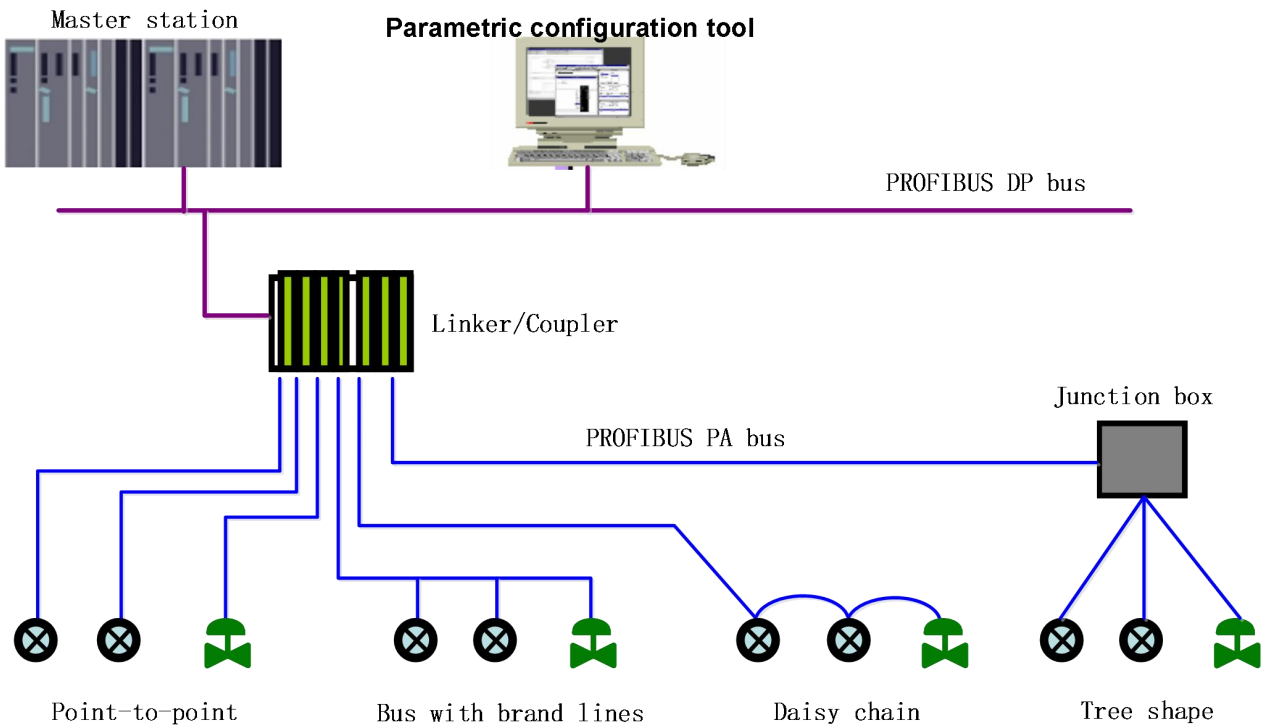 Master station
Parametric configuration tool
PROFIBUS DP bus
Linker/Coupler
Junction box
PROFIBUS PA bus
Point-to-point
Bus with brand lines
Daisy chain
Tree shape